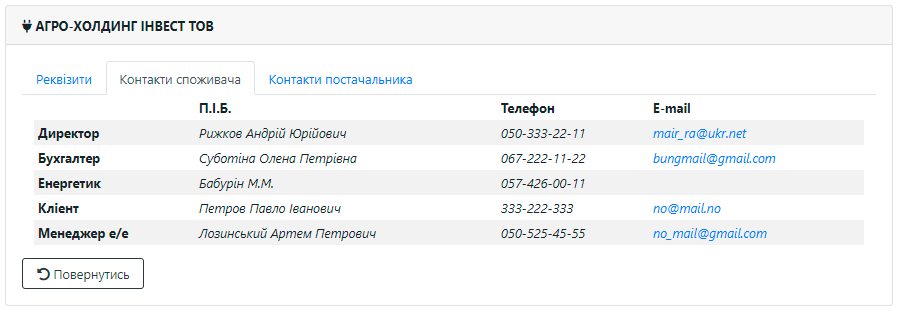 АГРО-ХОЛДИНГ ІНВЕСТ ТОВ
Реквізити Контакти споживача Контакти постачальника
П.І.Б. Телефон E-mail
Директор Рижков Андрій Юрійович 050-333-22-11 mair_ra@ukr.net
Бухгалтер Суботіна Олена Петрівна 067-222-11-22 bungmail@gmail.com
Енергетик Бабурін М.М. 057-426-00-11
Кліент Петров Павло Іванович 333-222-333 no@mail.no
Менеджер е/е Лозинський Артем Петрович 050-525-45-55 no_mail@gmail.com
Повернутись